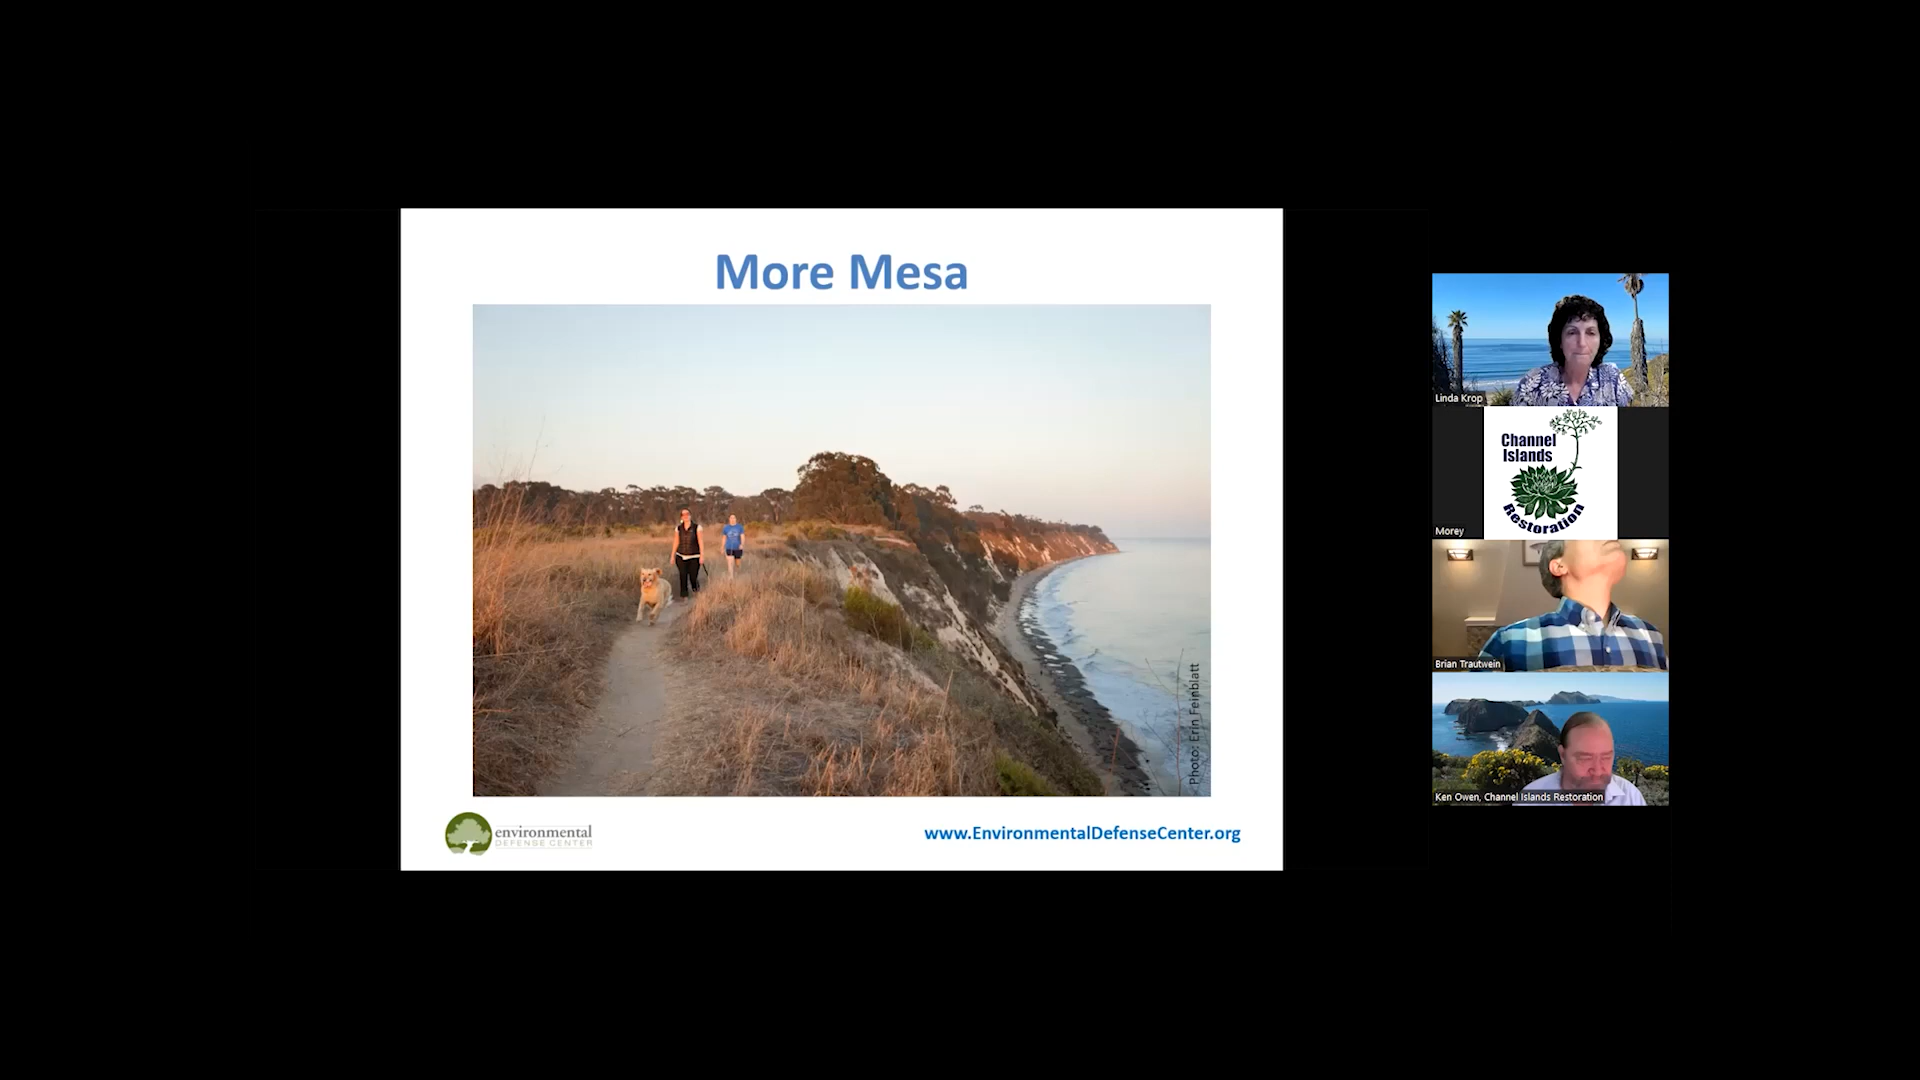 More Mesa
Photo: Erin Feinblatt
environmental
DEFENSE CENTER
www.EnvironmentalDefenseCenter.org
Linda Krop
Channel
Islands
Restoration
Morey
Brian Trautwein
Ken Owen, Channel Islands Restoration